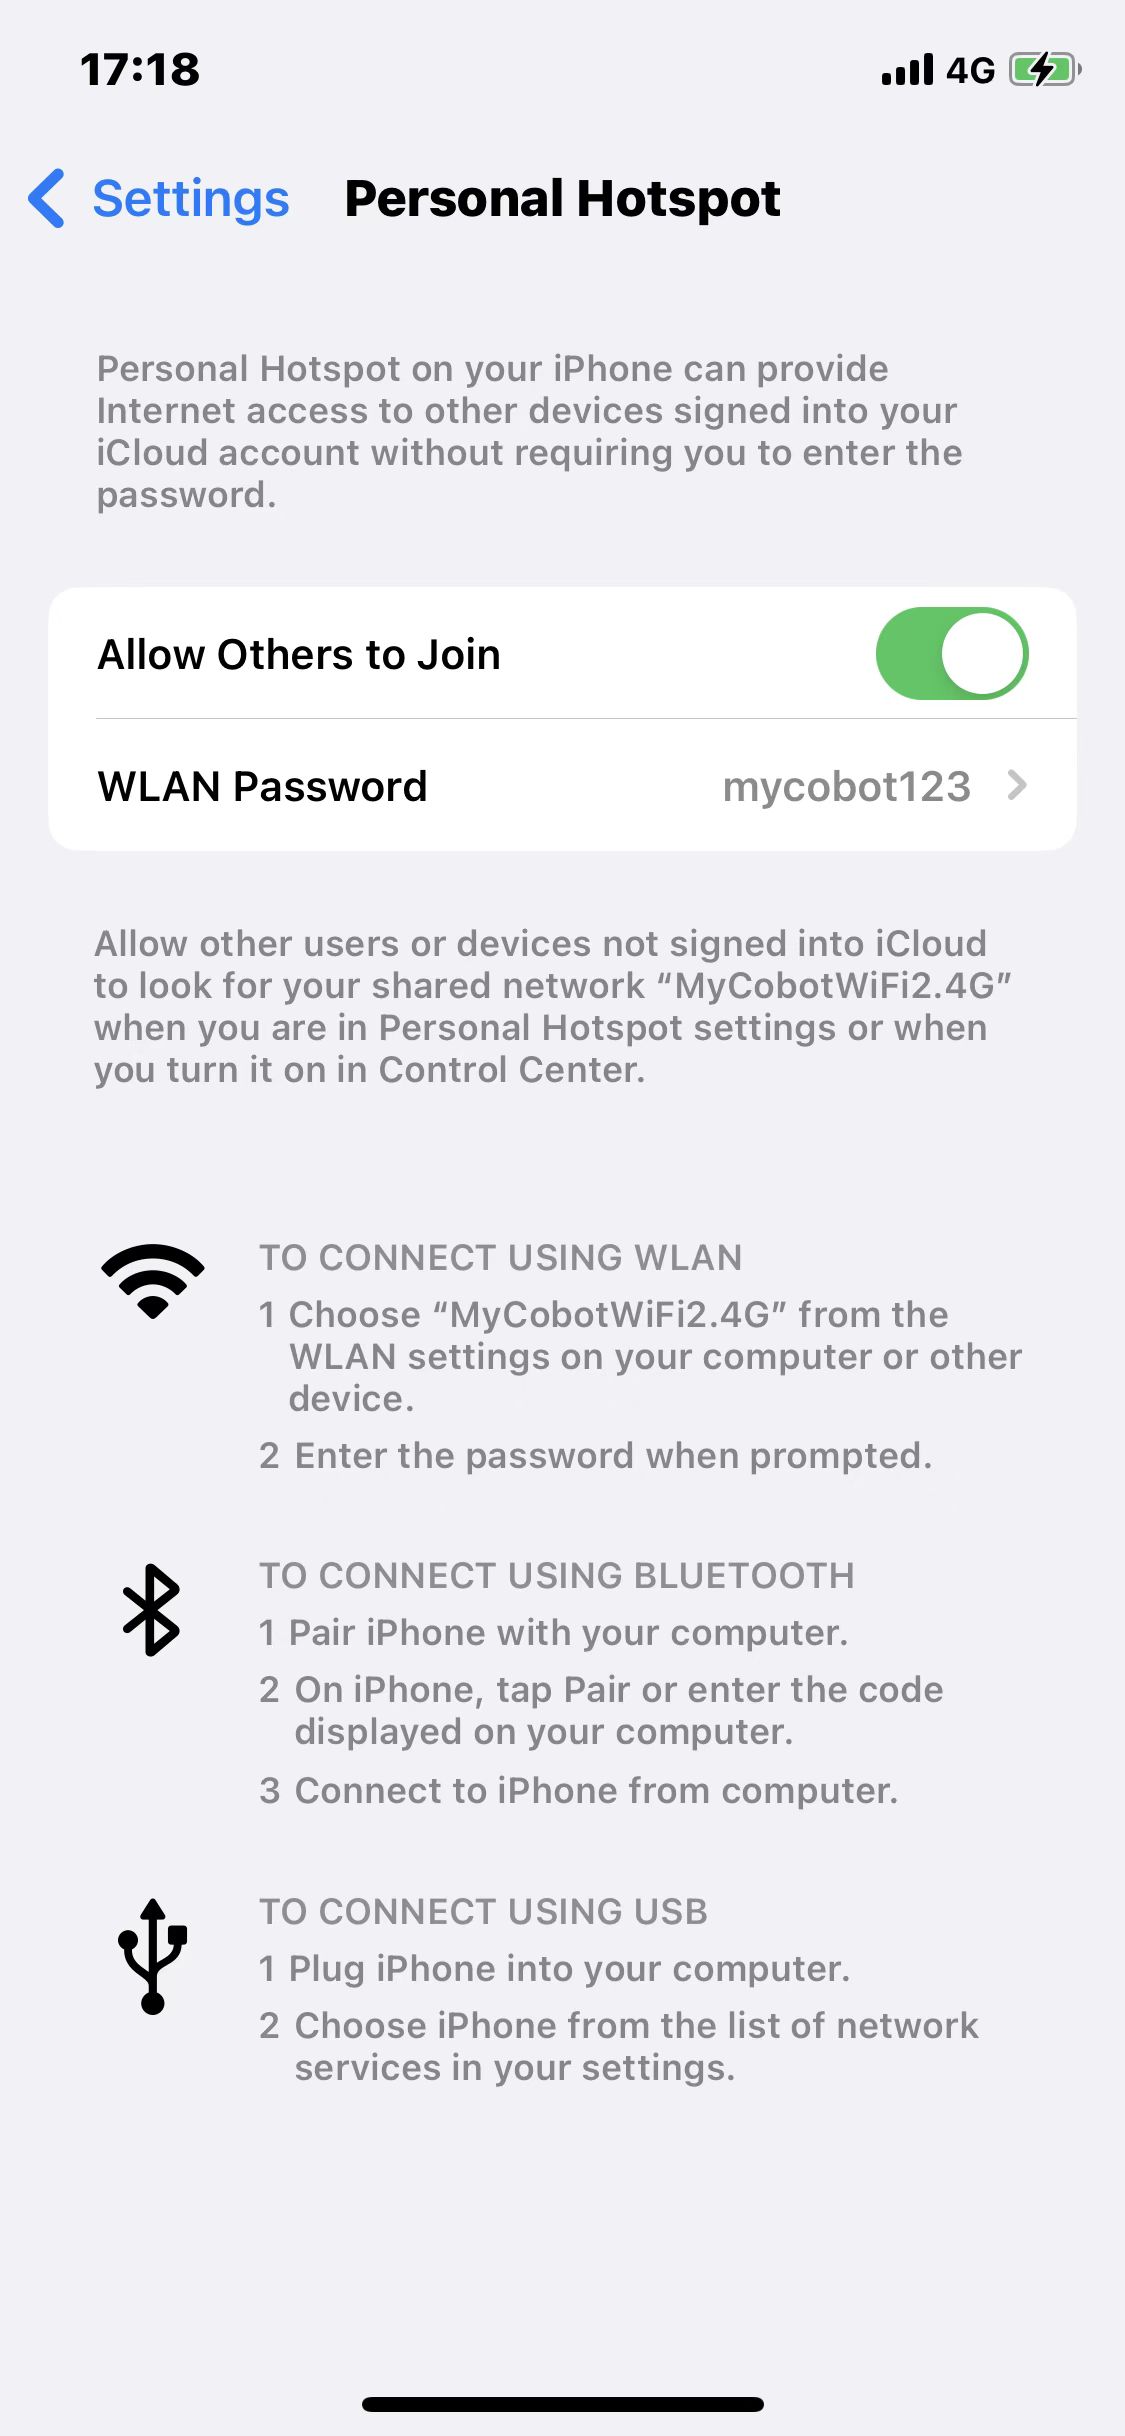 17:18 4G
Settings Personal Hotspot
Personal Hotspot on your iPhone can provide
Internet access to other devices signed into your
iCloud account without requiring you to enter the
password.
Allow Others to Join
WLAN Password mycobot123
Allow other users or devices not signed into iCloud
to look for your shared network “MyCobotWiFi2.4G”
when you are in Personal Hotspot settings or when
you turn it on in Control Center.
TO CONNECT USING WLAN
1 Choose “MyCobotWiFi2.4G” from the
WLAN settings on your computer or other
device.
2 Enter the password when prompted.
TO CONNECT USING BLUETOOTH
1 Pair iPhone with your computer.
2 On iPhone, tap Pair or enter the code
displayed on your computer.
3 Connect to iPhone from computer.
TO CONNECT USING USB
1 Plug iPhone into your computer.
2 Choose iPhone from the list of network
services in your settings.